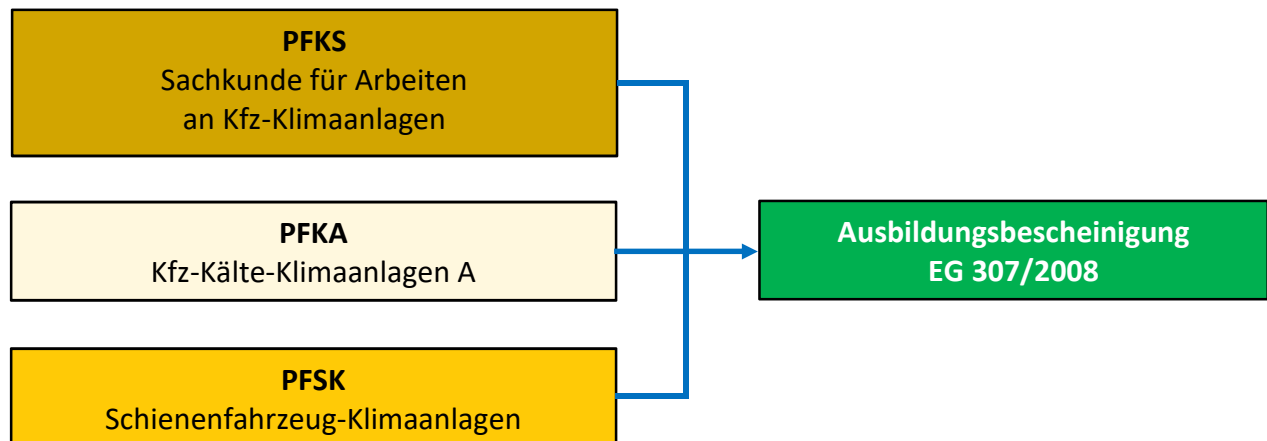 PFKS
Sachkunde für Arbeiten
an Kfz-Klimaanlagen
PFKA
Kfz-Kälte-Klimaanlagen A
Ausbildungsbescheinigung
EG 307/2008
PFSK
Schienenfahrzeug-Klimaanlagen